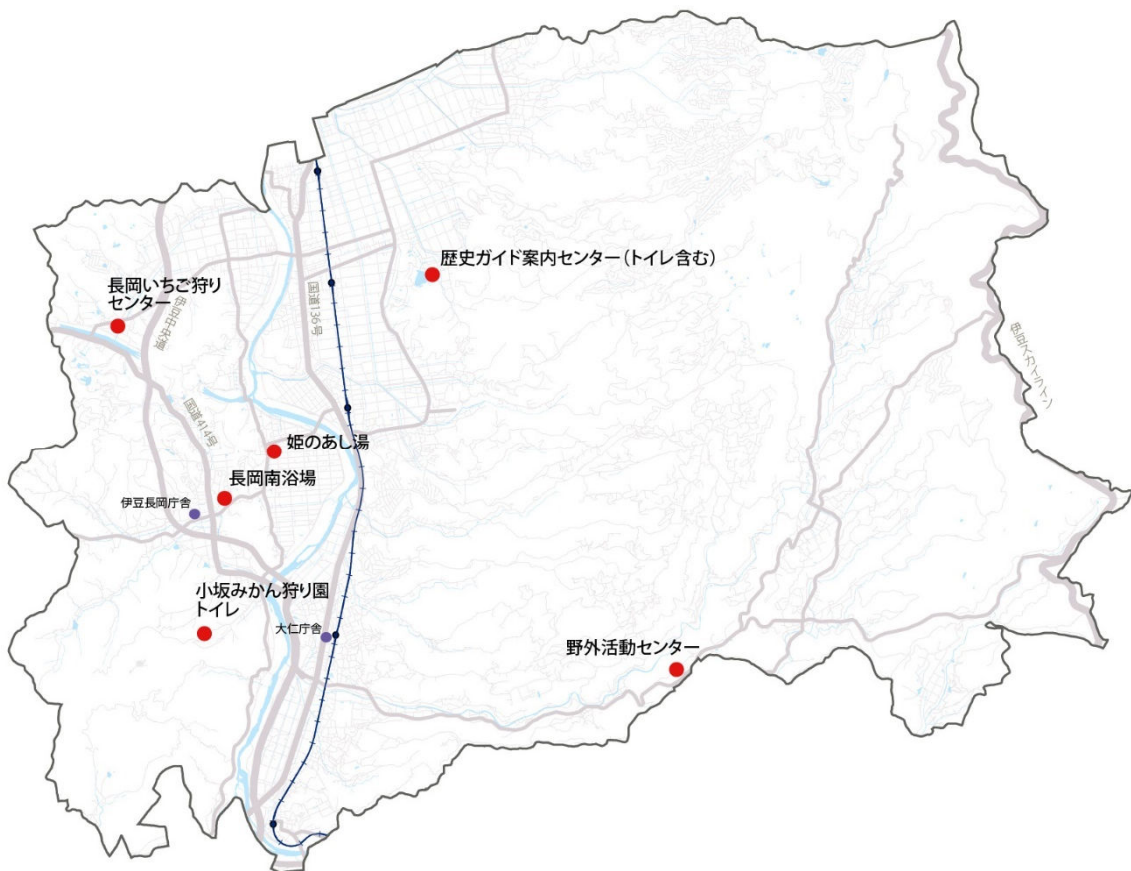 歴史ガイド案内センター（トイレ含む）
長岡いちご狩り
センター
伊豆中央道
国道136号
伊豆スカイライン
国道414号
姫のあし湯
長岡南浴場
伊豆長岡庁舎
小坂みかん狩り園
トイレ
大仁庁舎
野外活動センター